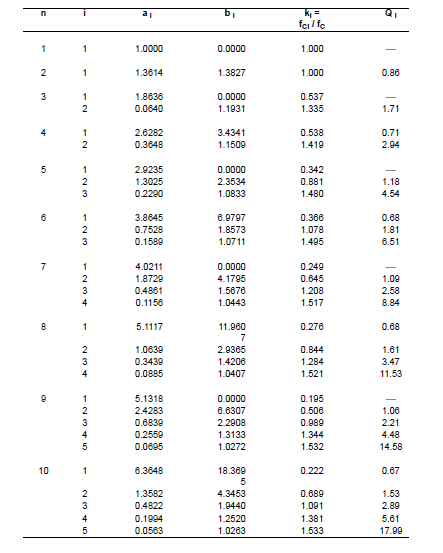 n i a I b I k I = Q I
f CI / f C
1 1 1.0000 0.0000 1.000 —
2 1 1.3614 1.3827 1.000 0.86
3 1 1.8636 0.0000 0.537 —
2 0.0640 1.1931 1.335 1.71
4 1 2.6282 3.4341 0.538 0.71
2 0.3648 1.1509 1.419 2.94
5 1 2.9235 0.0000 0.342 —
2 1.3025 2.3534 0.881 1.18
3 0.2290 1.0833 1.480 4.54
6 1 3.8645 6.9797 0.366 0.68
2 0.7528 1.8573 1.078 1.81
3 0.1589 1.0711 1.495 6.51
7 1 4.0211 0.0000 0.249 —
2 1.8729 4.1795 0.645 1.09
3 0.4861 1.5676 1.208 2.58
4 0.1156 1.0443 1.517 8.84
8 1 5.1117 11.960 0.276 0.68
7
2 1.0639 2.9365 0.844 1.61
3 0.3439 1.4206 1.284 3.47
4 0.0885 1.0407 1.521 11.53
9 1 5.1318 0.0000 0.195 —
2 2.4283 6.6307 0.506 1.06
3 0.6839 2.2908 0.989 2.21
4 0.2559 1.3133 1.344 4.48
5 0.0695 1.0272 1.532 14.58
10 1 6.3648 18.369 0.222 0.67
5
2 1.3582 4.3453 0.689 1.53
3 0.4822 1.9440 1.091 2.89
4 0.1994 1.2520 1.381 5.61
5 0.0563 1.0263 1.533 17.99